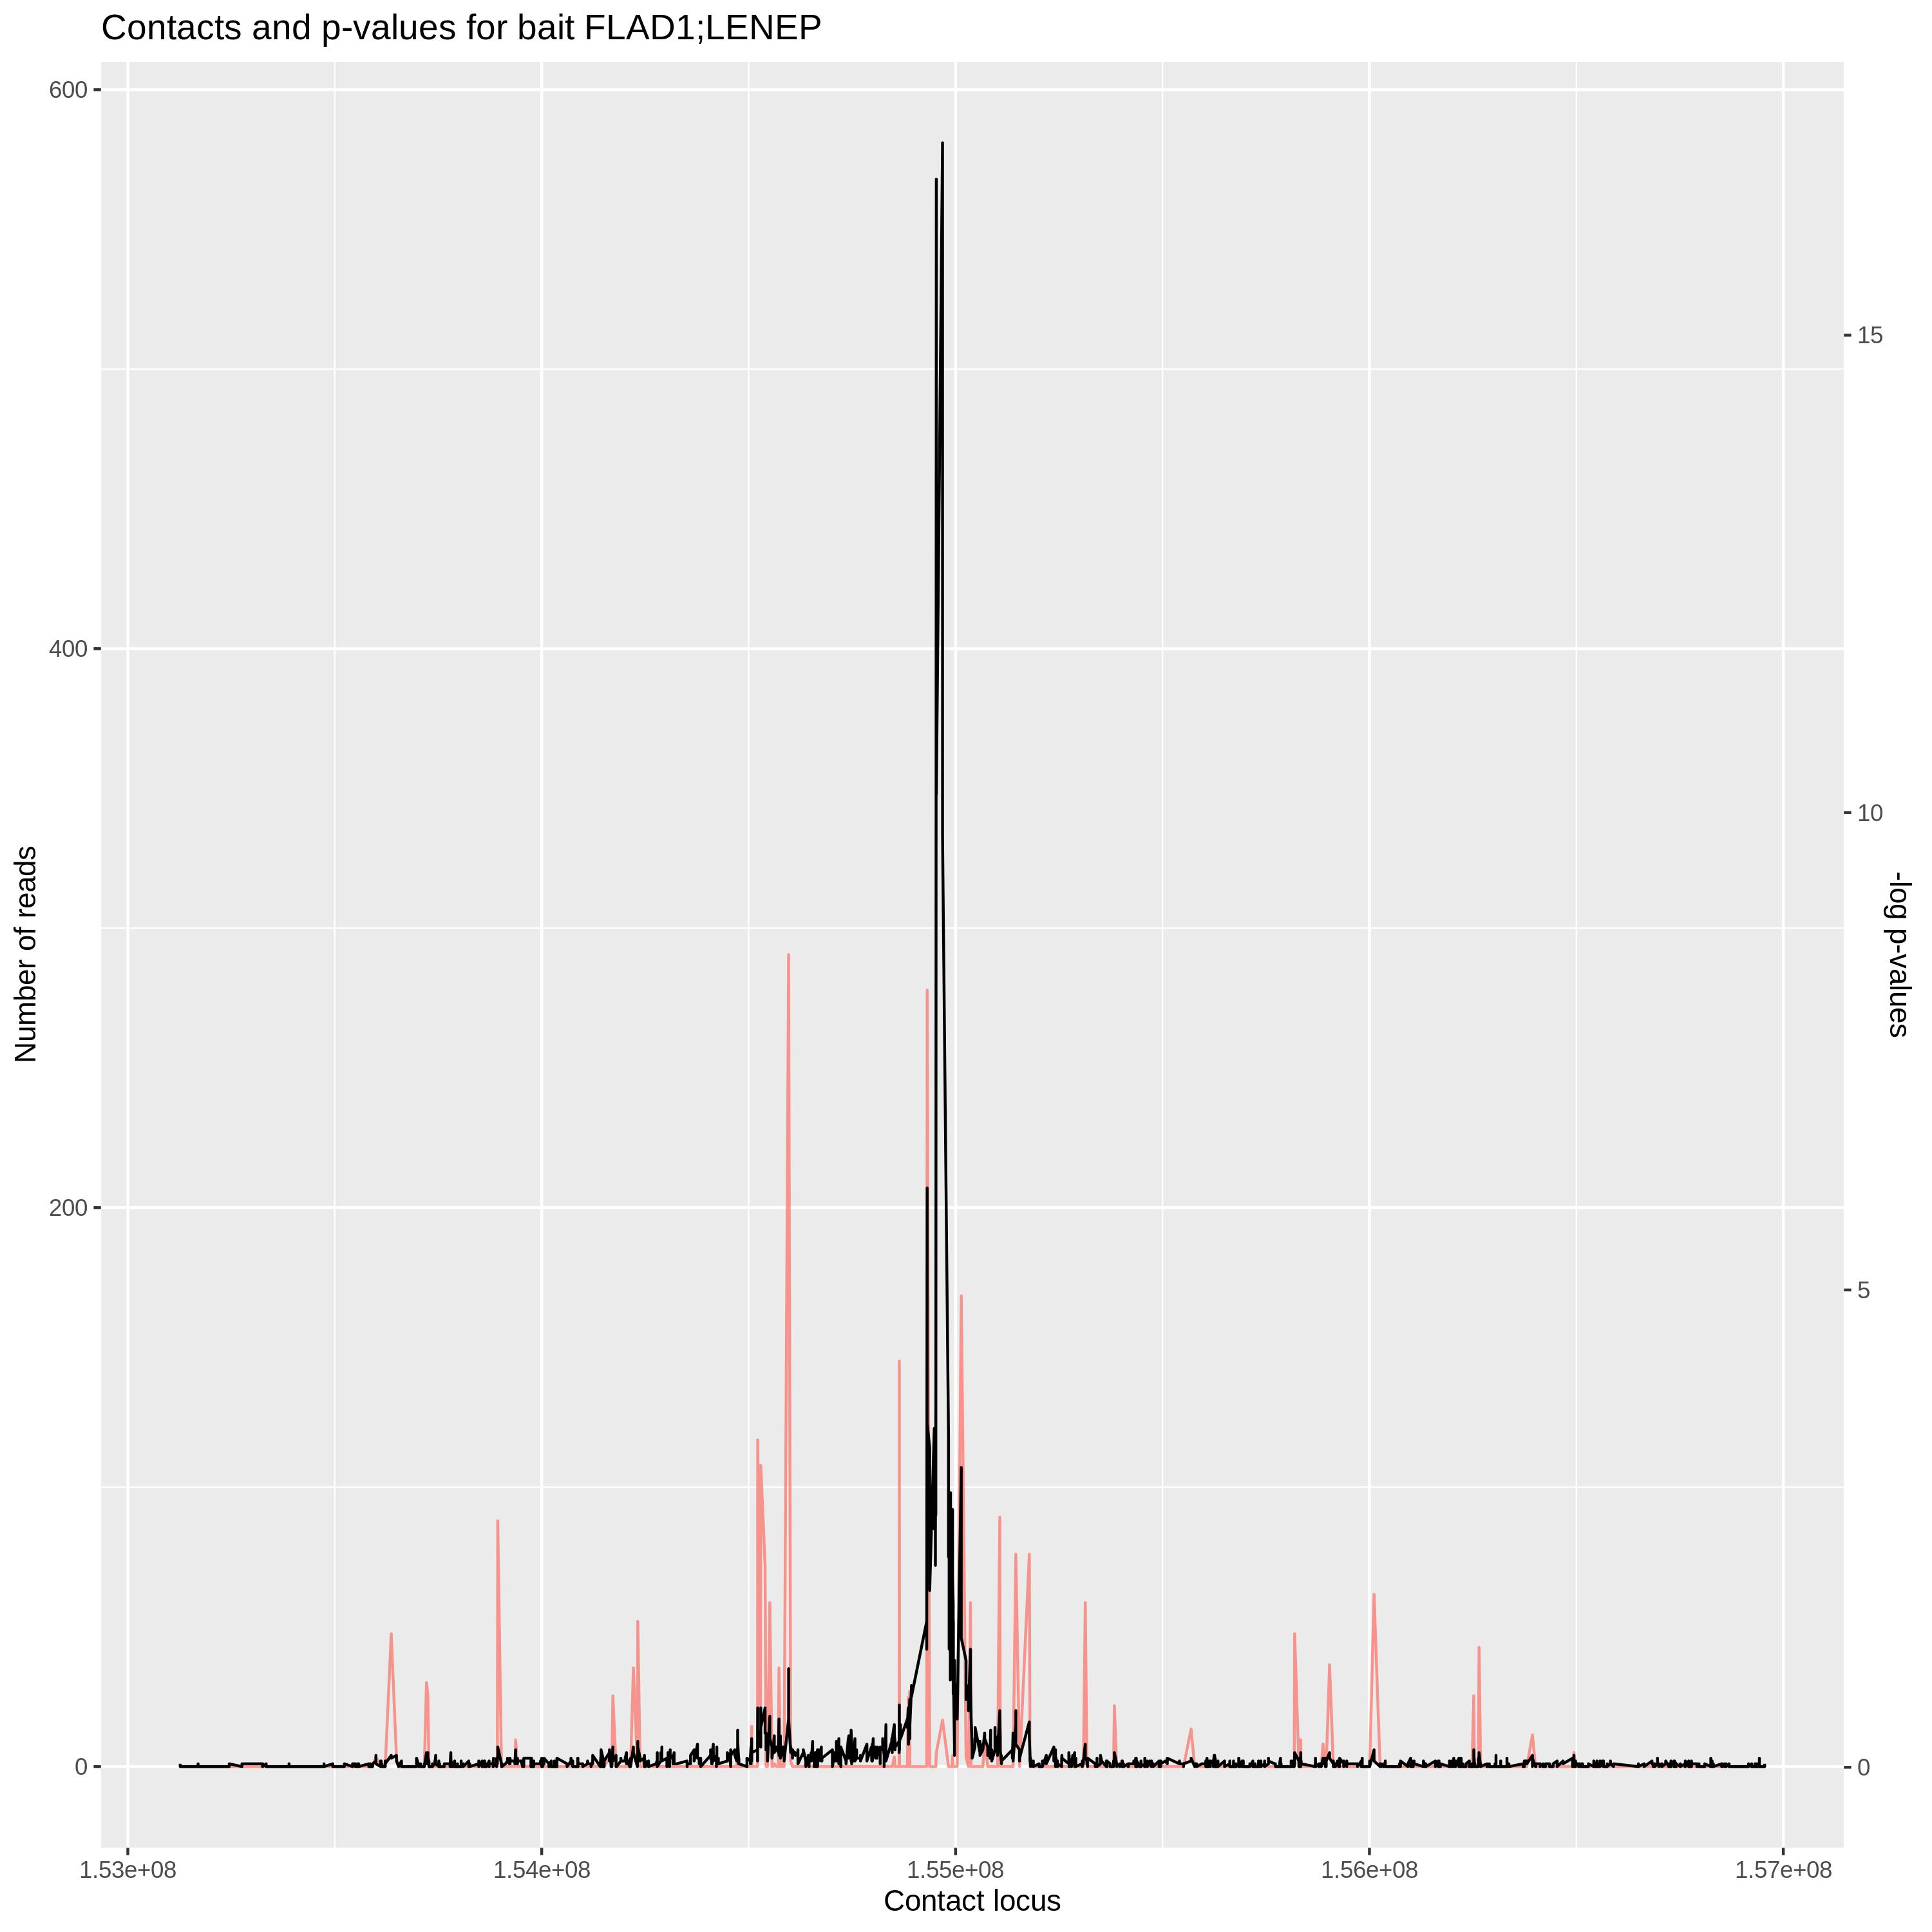 Contacts and p-values for bait FLAD1;LENEP
600
400
200
0
Number of reads
15
10
5
0
-log p-values
1.53e+08
1.54e+08
1.55e+08
1.56e+08
1.57e+08
Contact locus